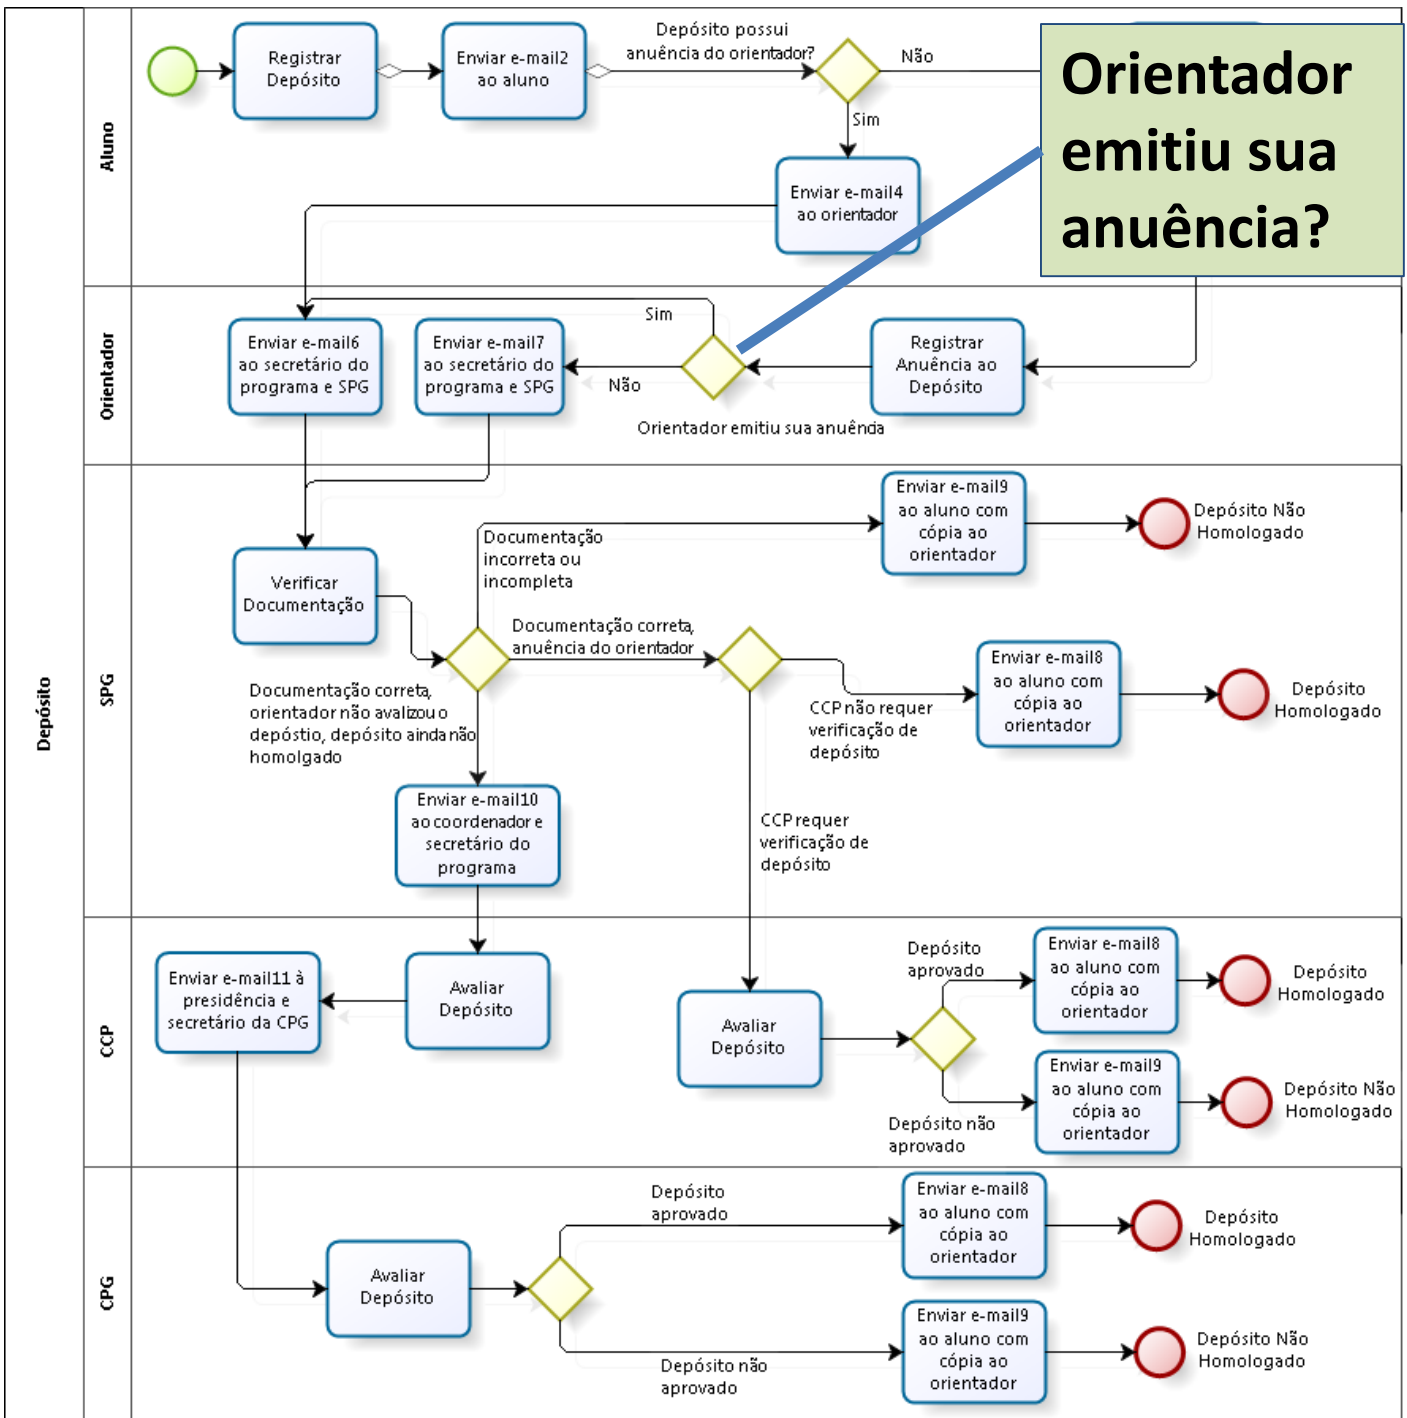 Depósito
Aluno
Registrar
Depósito
Enviar e-mail2
ao aluno
Depósito possui
anuência do orientador?
Não
Sim
Enviar e-mail4
ao orientador
Orientador
emitiu sua
anuência?
Orientador
Enviar e-mail6
ao secretário do
programa e SPG
Enviar e-mail7
ao secretário do
programa e SPG
Sim
Não
Orientador emitiu sua anuência
Registrar
Anuência ao
Depósito
SPG
Verificar
Documentação
Documentação
incorreta ou
incompleta
Enviar e-mail9
ao aluno com
cópia ao
orientador
Depósito Não
Homologado
Documentação correta,
anuência do orientador
Enviar e-mail8
ao aluno com
cópia ao
orientador
Depósito
Homologado
CCP não requer
verificação de
depósito
Documentação correta,
orientador não avalizou o
depóstio, depósito ainda não
homolgado
Enviar e-mail10
ao coordenador e
secretário do
programa
CCP requer
verificação de
depósito
CCP
Enviar e-mail11 à
presidência e
secretário da CPG
Avaliar
Depósito
Avaliar
Depósito
Depósito
aprovado
Enviar e-mail8
ao aluno com
cópia ao
orientador
Depósito
Homologado
Depósito não
aprovado
Enviar e-mail9
ao aluno com
cópia ao
orientador
Depósito Não
Homologado
CPG
Avaliar
Depósito
Depósito
aprovado
Enviar e-mail8
ao aluno com
cópia ao
orientador
Depósito
Homologado
Depósito não
aprovado
Enviar e-mail9
ao aluno com
cópia ao
orientador
Depósito Não
Homologado